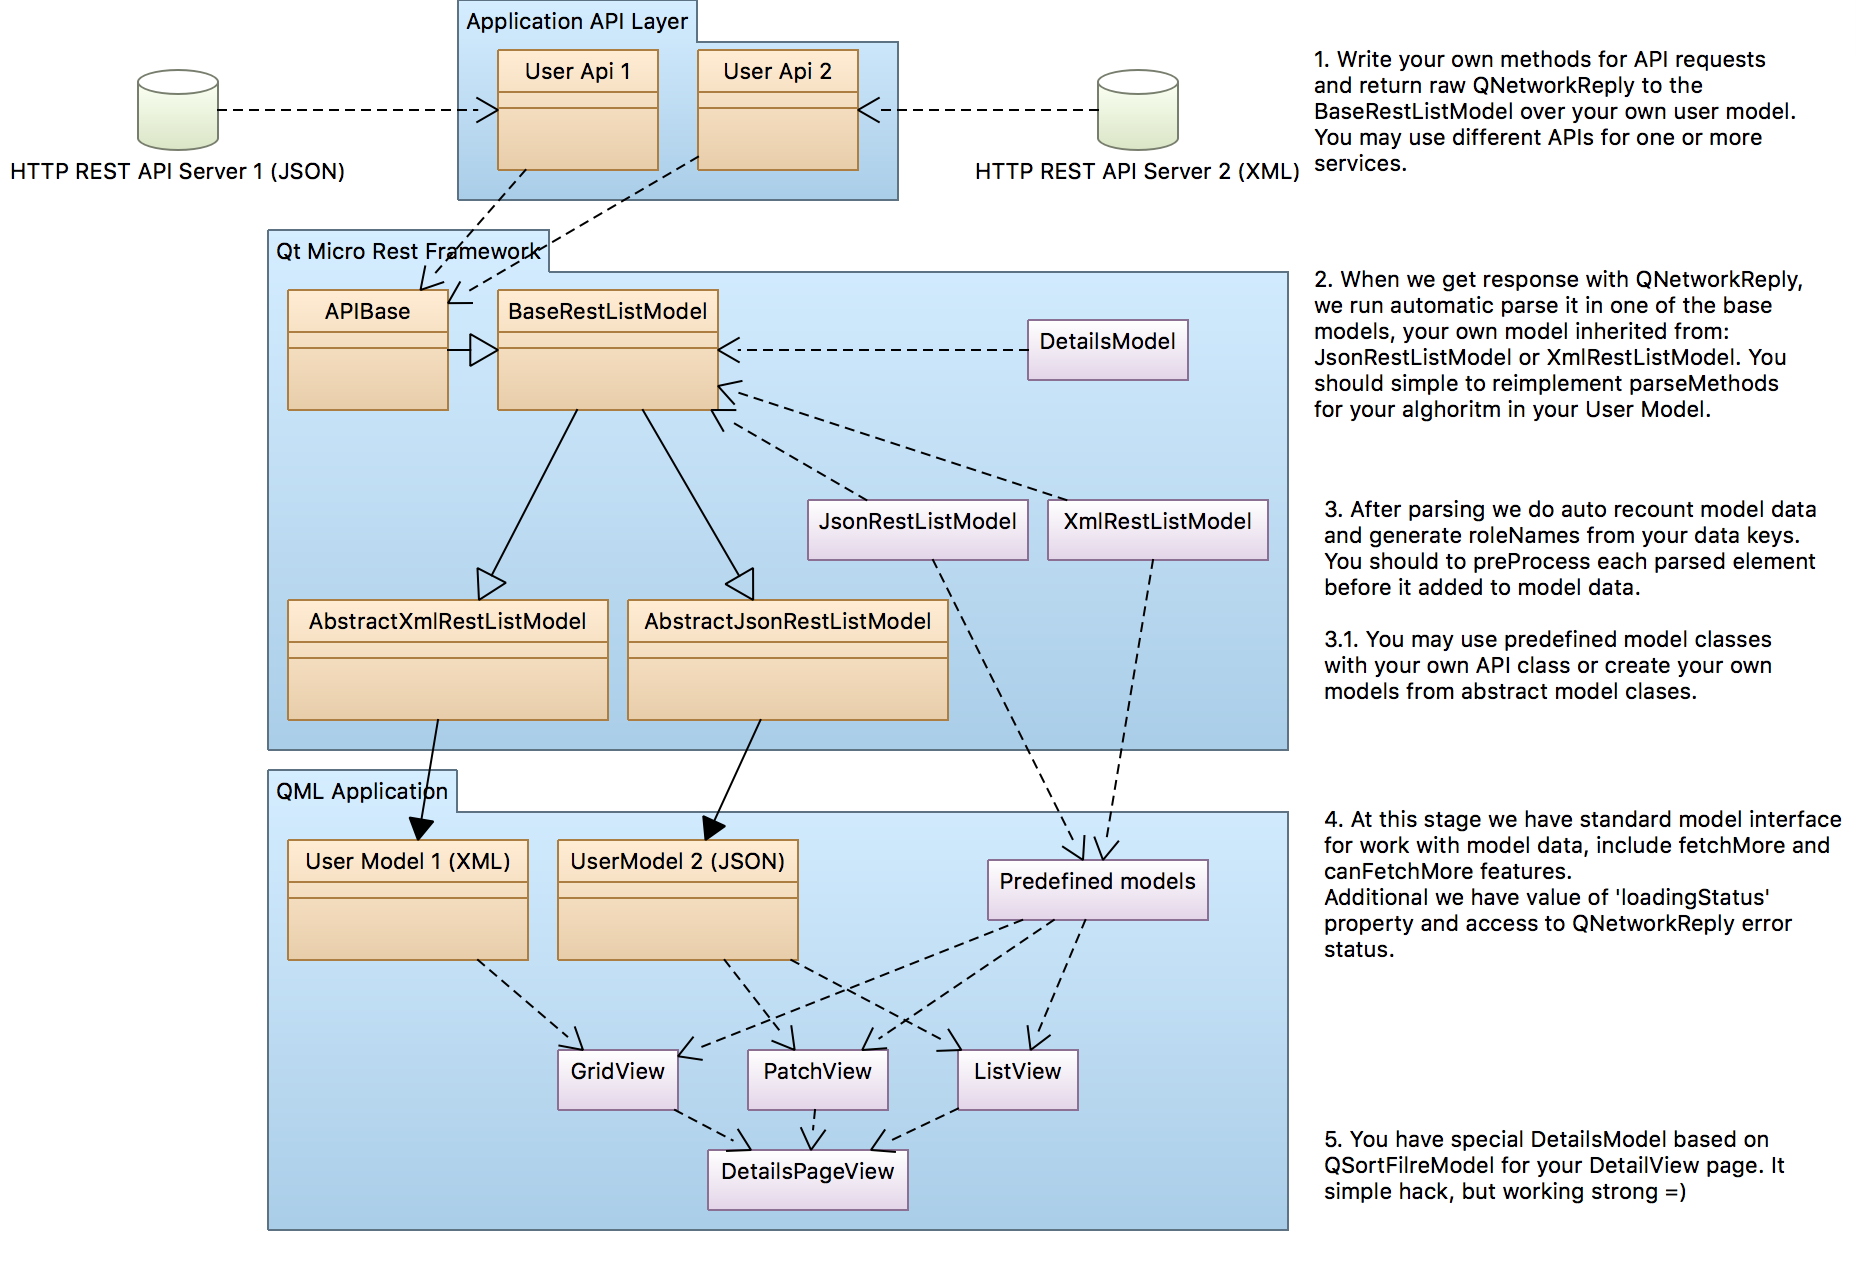 Application API Layer
User Api 1
User Api 2
HTTP REST API Server 1 (JSON)
HTTP REST API Server 2 (XML)
1. Write your own methods for API requests
and return raw QNetworkReply to the
BaseRestListModel over your own user model.
You may use different APIs for one or more
services.
Qt Micro Rest Framework
APIBase
BaseRestListModel
DetailsModel
2. When we get response with QNetworkReply,
we run automatic parse it in one of the base
models, your own model inherited from:
JsonRestListModel or XmlRestListModel. You
should simple to reimplement parseMethods
for your alghoritm in your User Model.
JsonRestListModel
XmlRestListModel
3. After parsing we do auto recount model data
and generate roleNames from your data keys.
You should to preProcess each parsed element
before it added to model data.
AbstractXmlRestListModel
AbstractJsonRestListModel
3.1. You may use predefined model classes
with your own API class or create your own
models from abstract model clases.
QML Application
User Model 1 (XML)
UserModel 2 (JSON)
Predefined models
4. At this stage we have standard model interface
for work with model data, include fetchMore and
canFetchMore features.
Additional we have value of 'loadingStatus'
property and access to QNetworkReply error
status.
GridView
PatchView
ListView
DetailsPageView
5. You have special DetailsModel based on
QSortFilreModel for your DetailView page. It
simple hack, but working strong =)